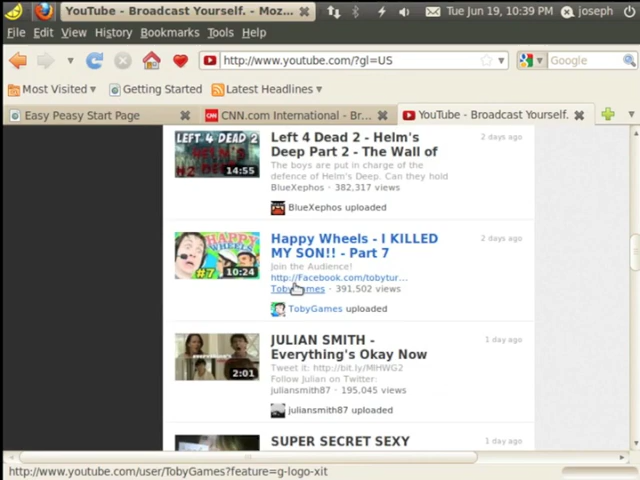 YouTube - Broadcast Yourself. - Moz...
Tue Jun 19, 10:39 PM
joseph
File Edit View History Bookmarks Tools Help
http://www.youtube.com/?gl=US
Google
Most Visited
Getting Started
Latest Headlines
Easy Peasy Start Page
CNN.com International - Br...
YouTube - Broadcast Yourself.
LEFT 4 DEAD 2
14:55
Left 4 Dead 2 - Helm's
Deep Part 2 - The Wall of
2 days ago
The boys are put in charge of the
defence of Helm's Deep. Can they hold
BlueXephos · 382,317 views
BlueXephos uploaded
HAPPY
WHEELS
#7
10:24
Happy Wheels - I KILLED
MY SON!! - Part 7
2 days ago
Join the Audience!
http://Facebook.com/tobytur...
TobyGames · 391,502 views
TobyGames uploaded
2:01
JULIAN SMITH -
Everything's Okay Now
1 day ago
Tweet it: http://bit.ly/MIHWG2
Follow Julian on Twitter:
juliansmith87 · 195,045 views
juliansmith87 uploaded
SUPER SECRET SEXY
1 day ago
http://www.youtube.com/user/TobyGames?feature=g-logo-xit